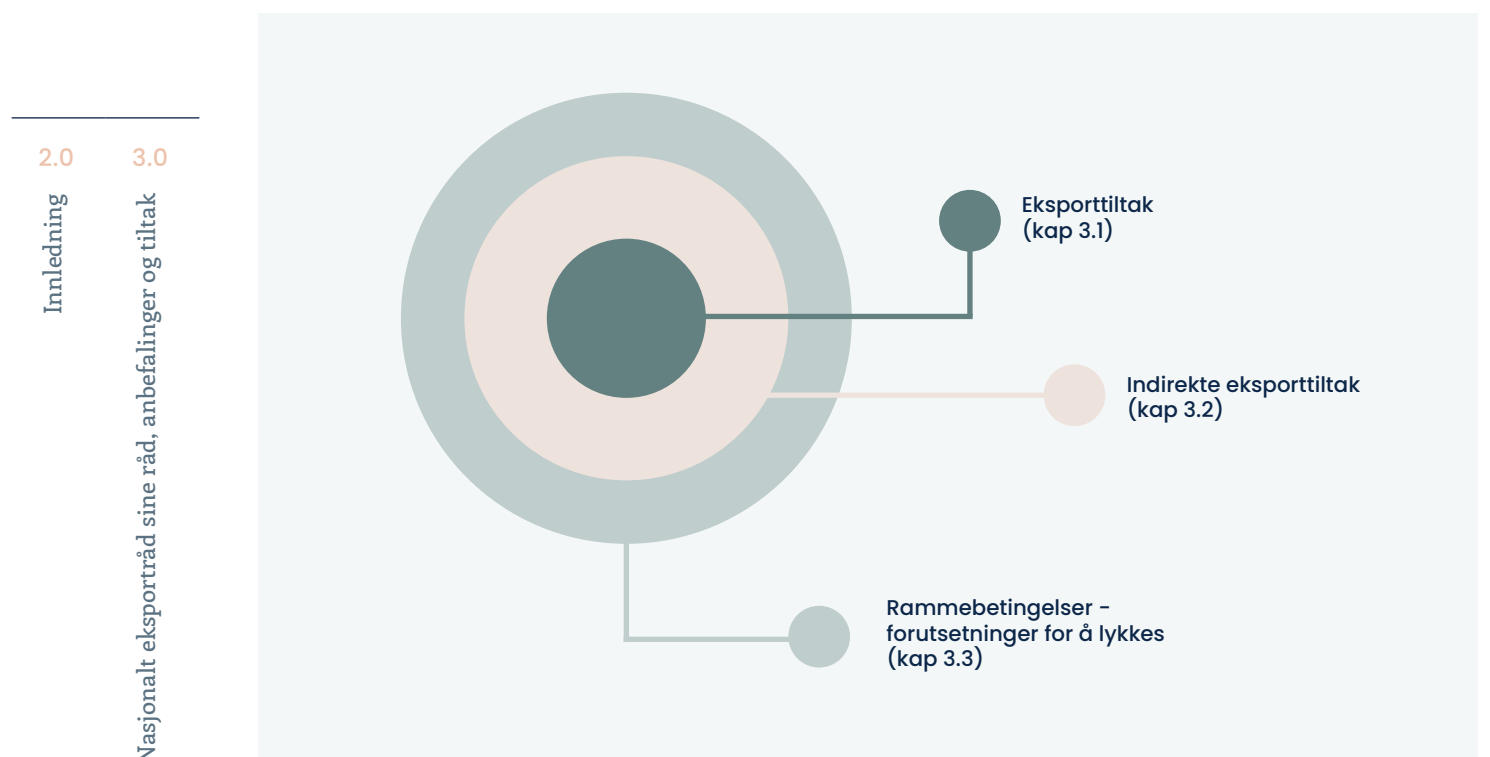 2.0
Innledning
3.0
Nasjonalt eksportråd sine råd, anbefalinger og tiltak
Eksporttiltak
(kap 3.1)
Indirekte eksporttiltak
(kap 3.2)
Rammebetingelser -
forutsetninger for å lykkes
(kap 3.3)